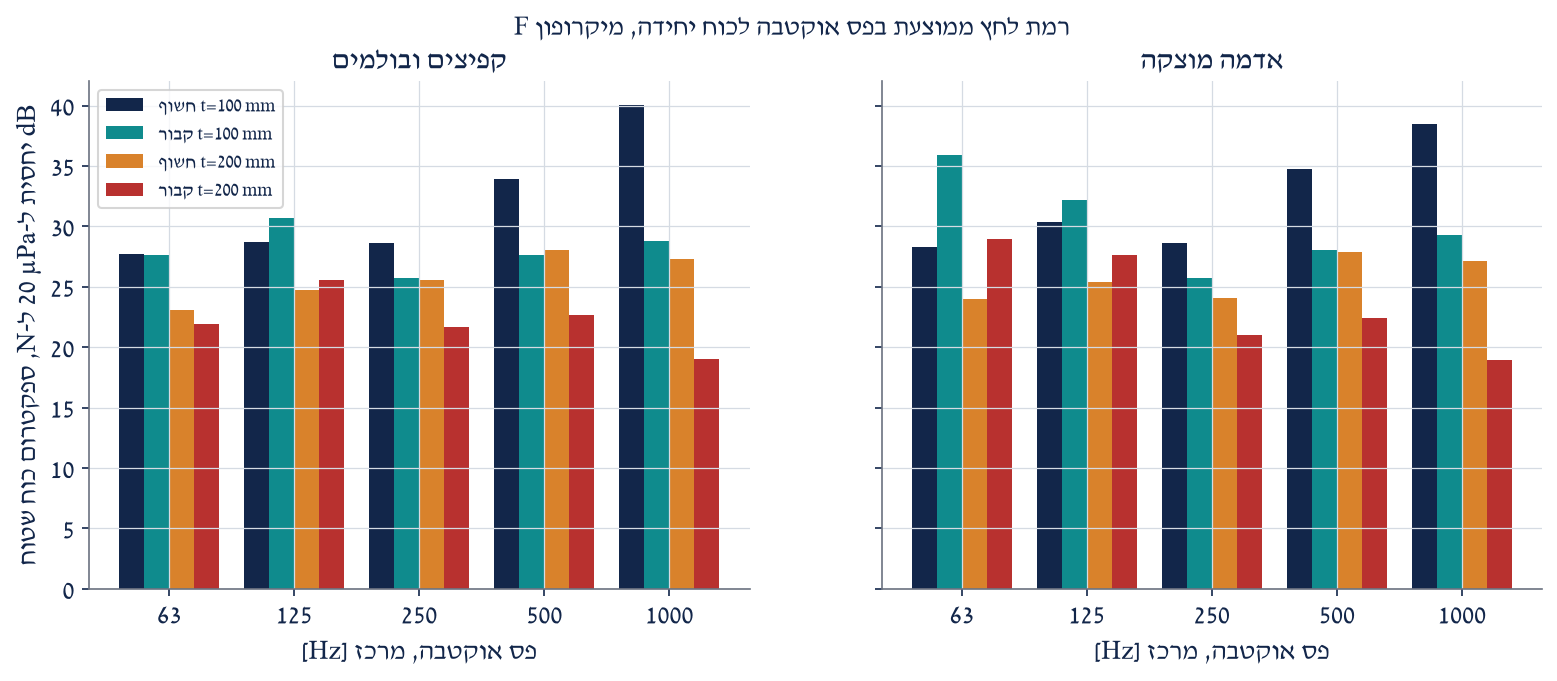 רמת לחץ ממוצעת בפס אוקטבה לכוח יחידה, מיקרופון F
קפיצים ובולמים
אדמה מוצקה
dB יחסית ל-20 µPa ל-N, ספקטרום כוח שטוח
40
35
30
25
20
15
10
5
0
חשוף t=100 mm
קבור t=100 mm
חשוף t=200 mm
קבור t=200 mm
63 125 250 500 1000
63 125 250 500 1000
פס אוקטבה, מרכז [Hz]
פס אוקטבה, מרכז [Hz]